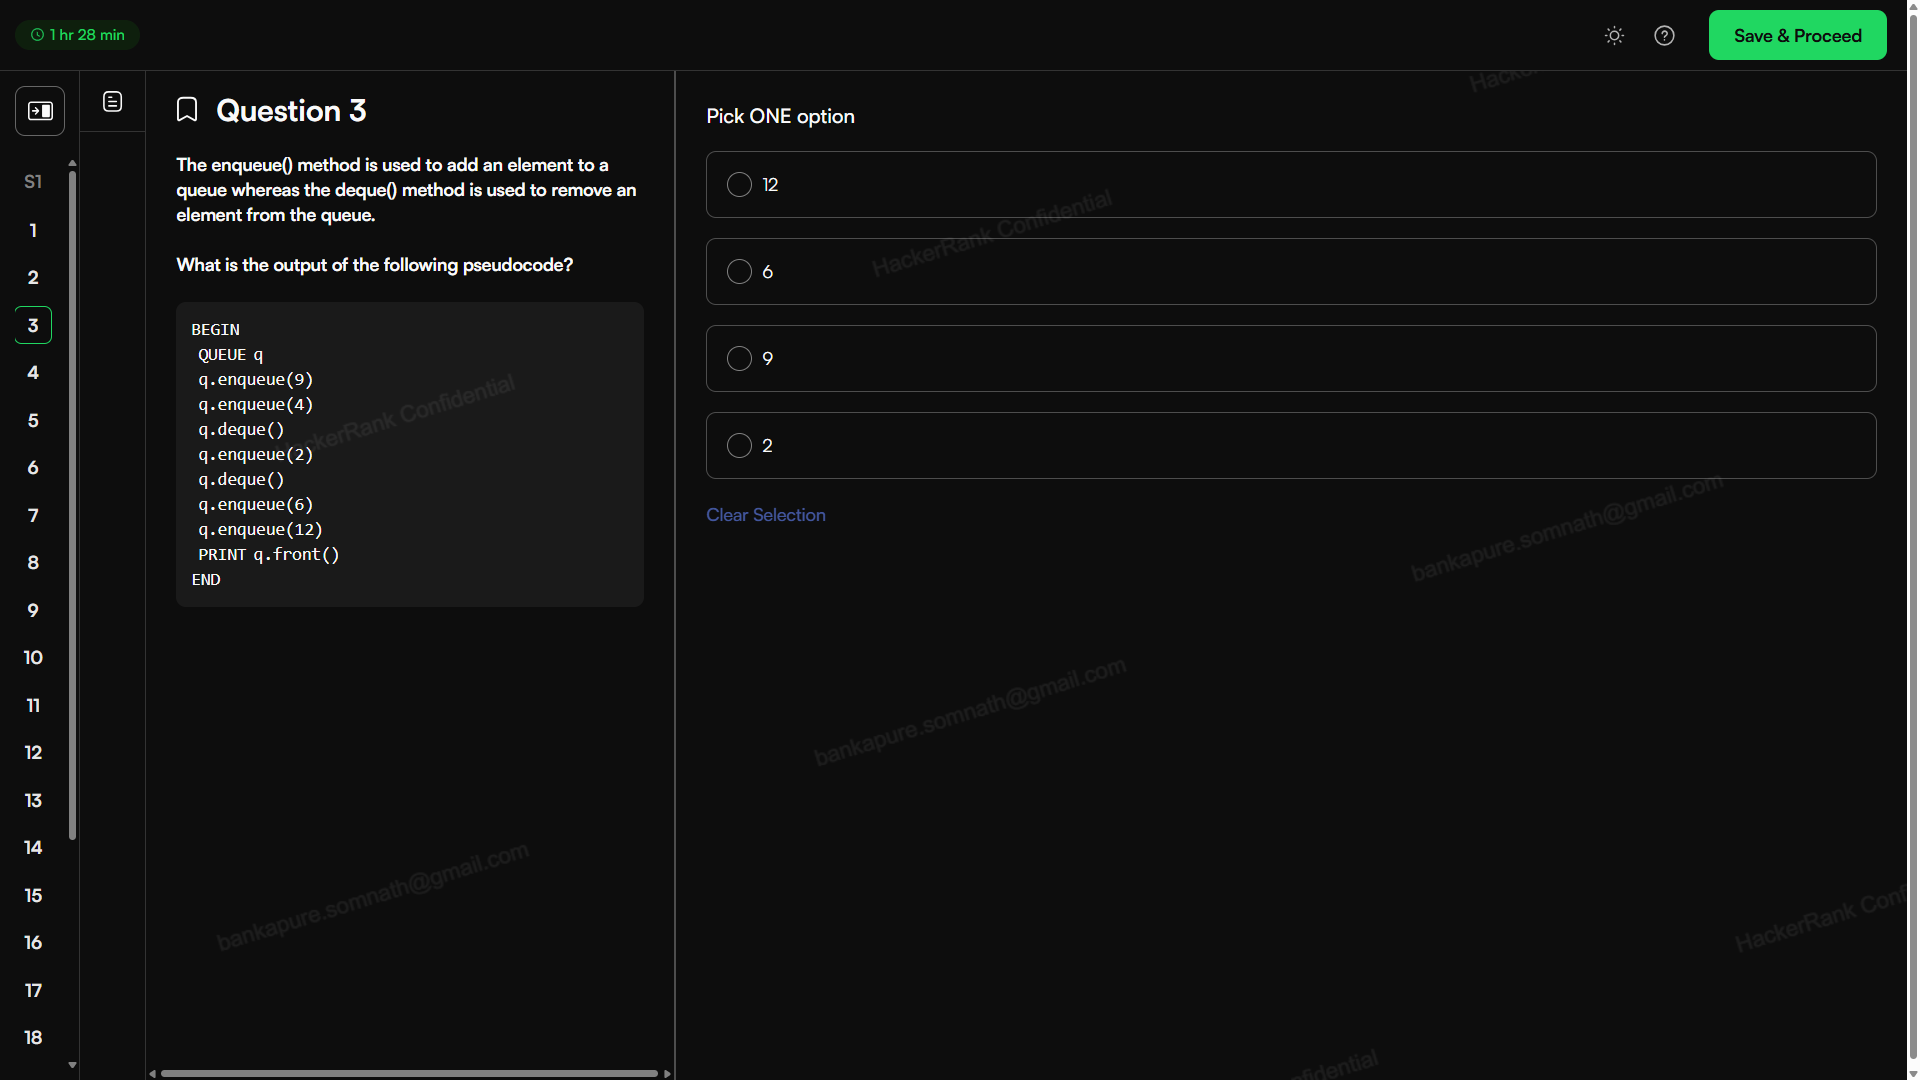 1 hr 28 min
Save & Proceed
S1
1
2
3
4
5
6
7
8
9
10
11
12
13
14
15
16
17
18
Question 3
The enqueue() method is used to add an element to a
queue whereas the deque() method is used to remove an
element from the queue.
What is the output of the following pseudocode?
BEGIN
QUEUE q
q.enqueue(9)
q.enqueue(4)
q.deque()
q.enqueue(2)
q.deque()
q.enqueue(6)
q.enqueue(12)
PRINT q.front()
END
Pick ONE option
12
6
9
2
Clear Selection
HackerRank Confidential
HackerRank Confidential
bankapure.somnath@gmail.com
bankapure.somnath@gmail.com
bankapure.somnath@gmail.com
HackerRank